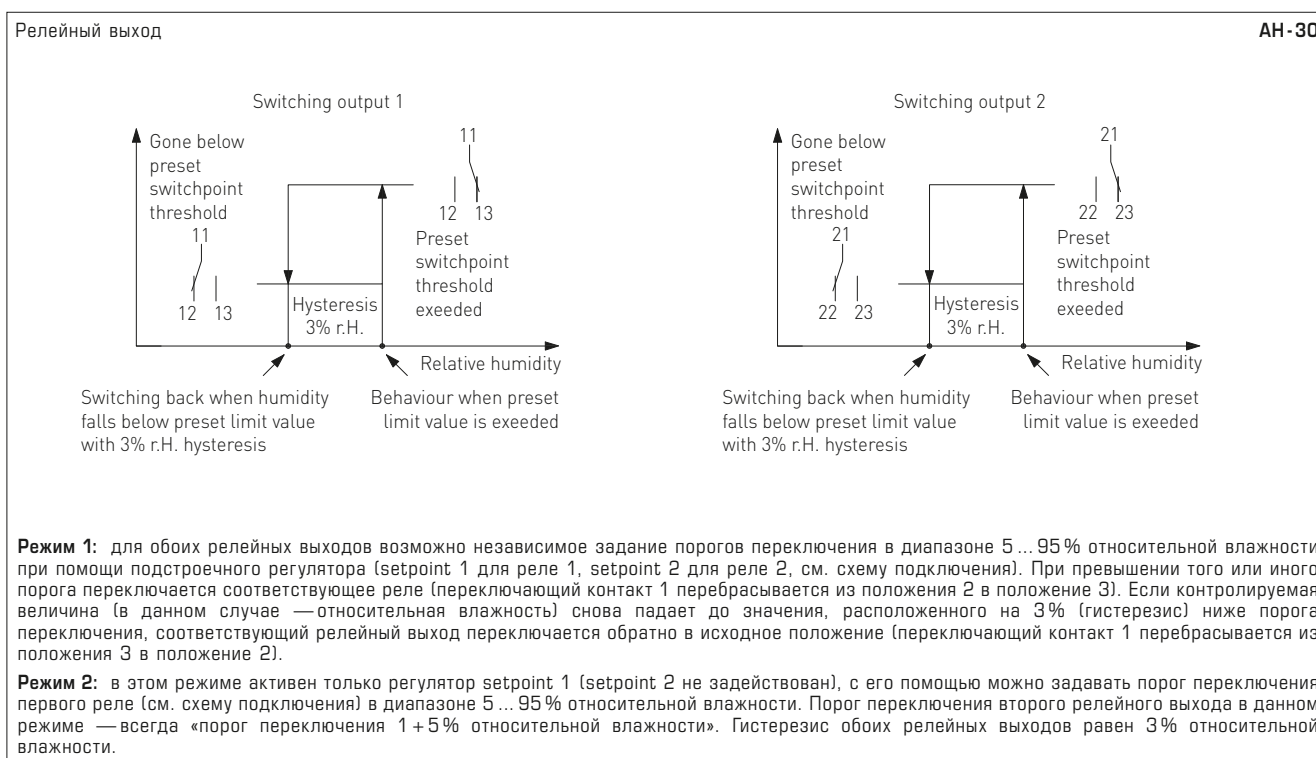 Релейный выход
AH-30
Switching output 1
Gone below
preset
switchpoint
threshold
11
12 13
11
12 13
Preset
switchpoint
threshold
exeeded
Hysteresis
3% r.H.
Relative humidity
Switching back when humidity
falls below preset limit value
with 3% r.H. hysteresis
Behaviour when preset
limit value is exeeded
Switching output 2
Gone below
preset
switchpoint
threshold
21
22 23
21
22 23
Preset
switchpoint
threshold
exeeded
Hysteresis
3% r.H.
Relative humidity
Switching back when humidity
falls below preset limit value
with 3% r.H. hysteresis
Behaviour when preset
limit value is exeeded
Режим 1: для обоих релейных выходов возможно независимое задание порогов переключения в диапазоне 5 ... 95 % относительной влажности
при помощи подстроечного регулятора (setpoint 1 для реле 1, setpoint 2 для реле 2, см. схему подключения). При превышении того или иного
порога переключается соответствующее реле (переключающий контакт 1 перебрасывается из положения 2 в положение 3). Если контролируемая
величина (в данном случае — относительная влажность) снова падает до значения, расположенного на 3 % (гистерезис) ниже порога
переключения, соответствующий релейный выход переключается обратно в исходное положение (переключающий контакт 1 перебрасывается из
положения 3 в положение 2).
Режим 2: в этом режиме активен только регулятор setpoint 1 (setpoint 2 не задействован), с его помощью можно задавать порог переключения
первого реле (см. схему подключения) в диапазоне 5 ... 95 % относительной влажности. Порог переключения второго релейного выхода в данном
режиме — всегда «порог переключения 1 + 5 % относительной влажности». Гистерезис обоих релейных выходов равен 3 % относительной
влажности.